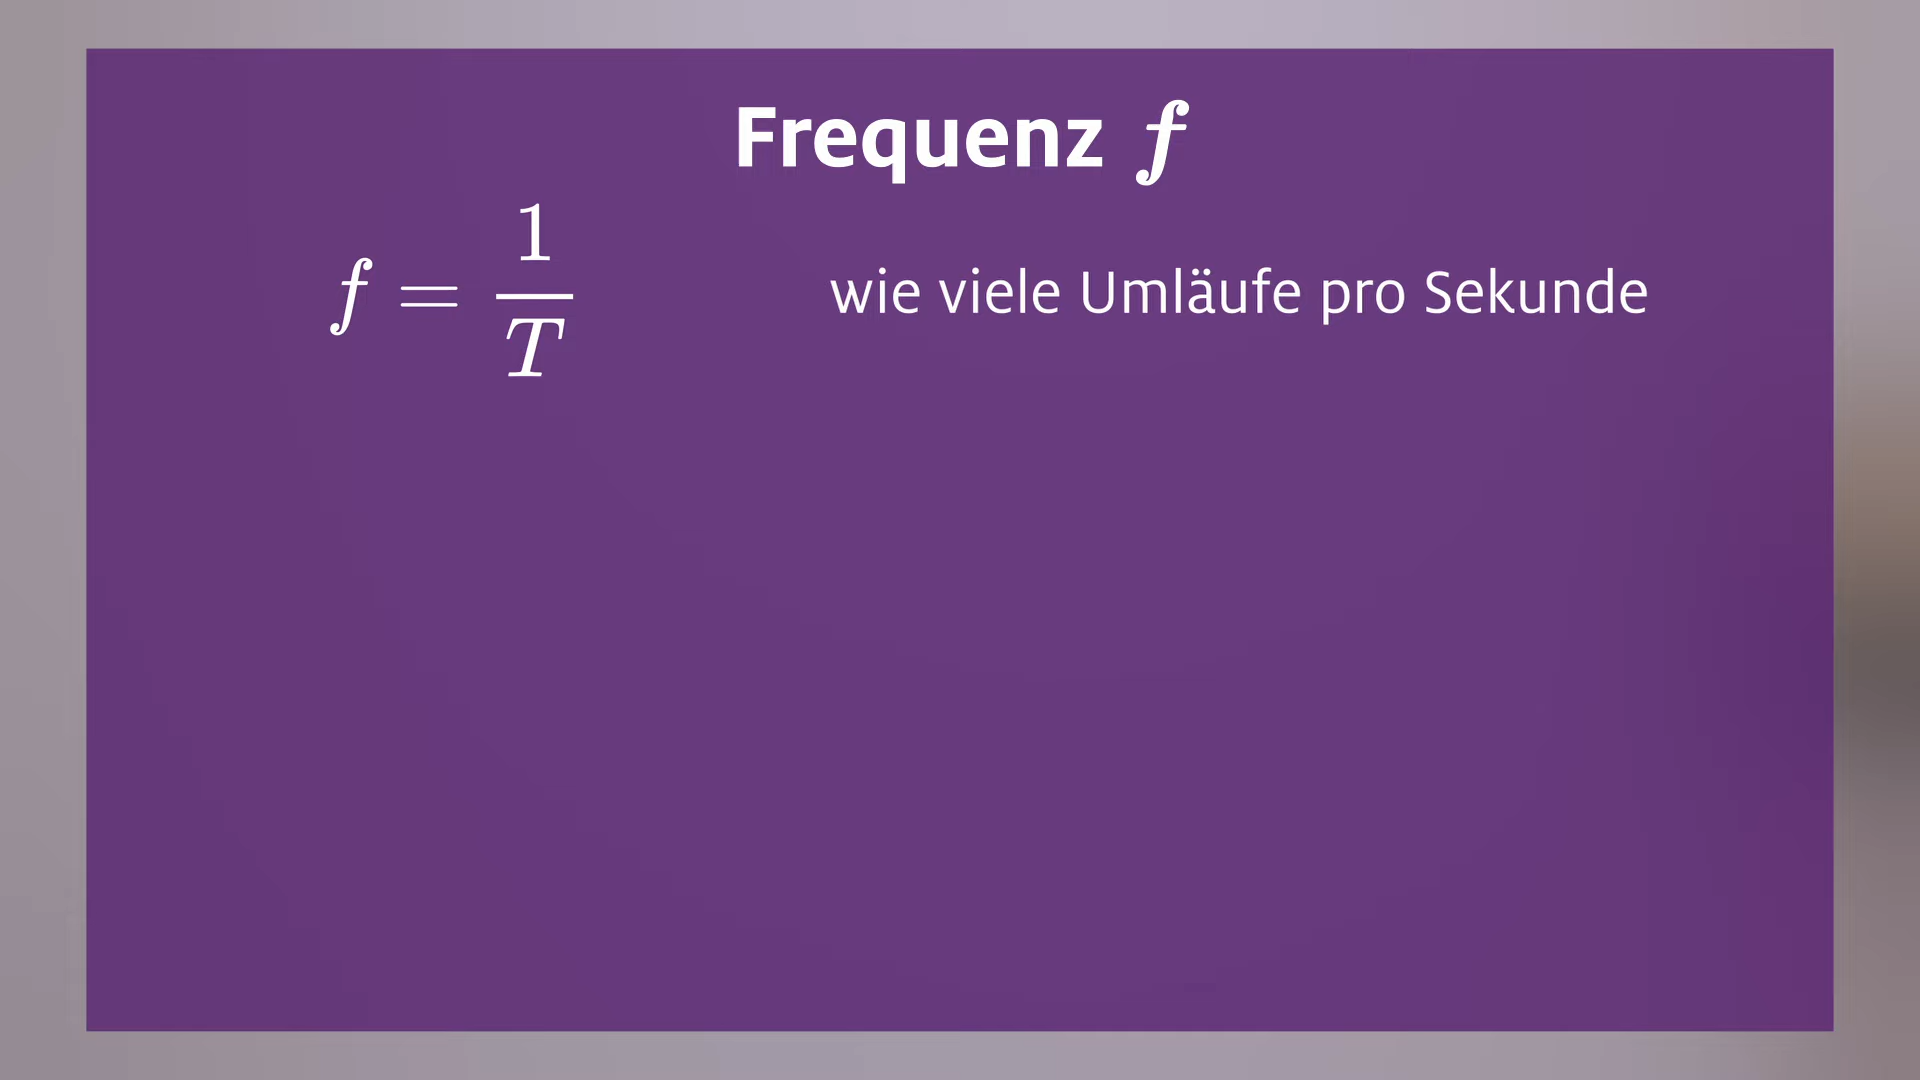 Frequenz f
f = 1/T
wie viele Umläufe pro Sekunde